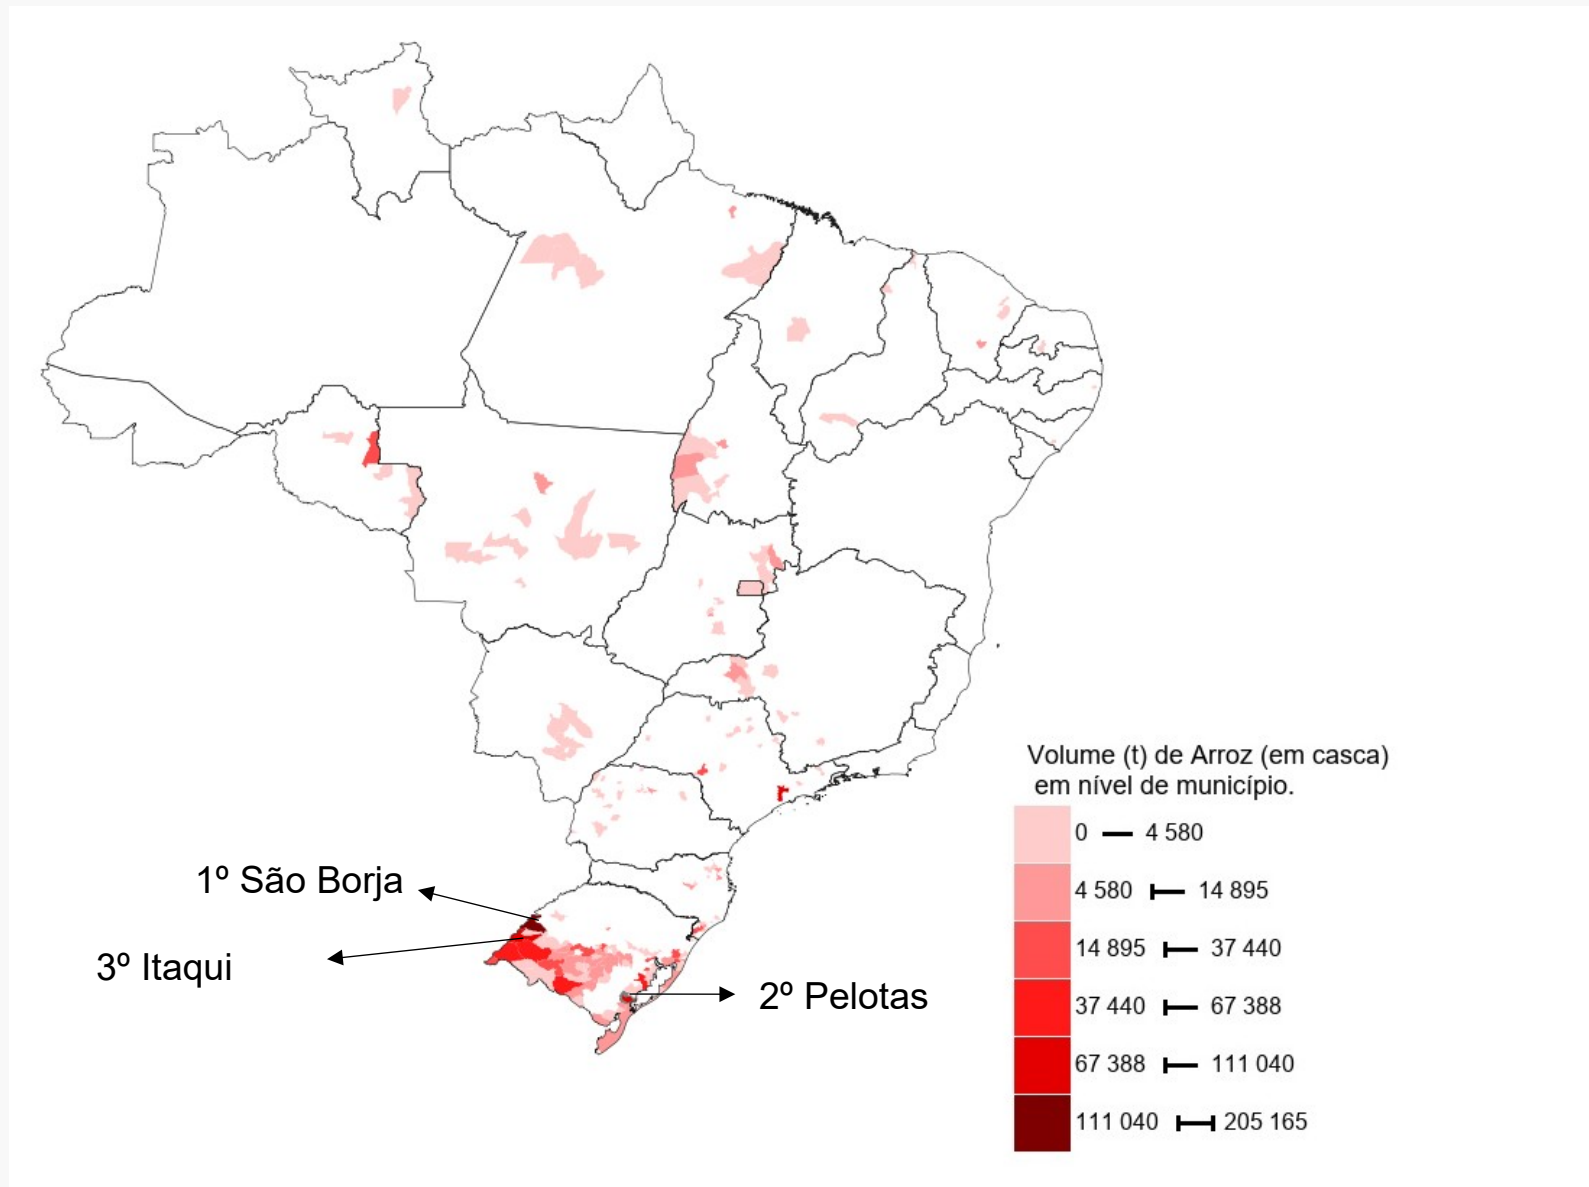 1º São Borja
3º Itaqui
2º Pelotas
Volume (t) de Arroz (em casca)
em nível de município.
0 — 4 580
4 580 ⊢ 14 895
14 895 ⊢ 37 440
37 440 ⊢ 67 388
67 388 ⊢ 111 040
111 040 ⊢⊣ 205 165